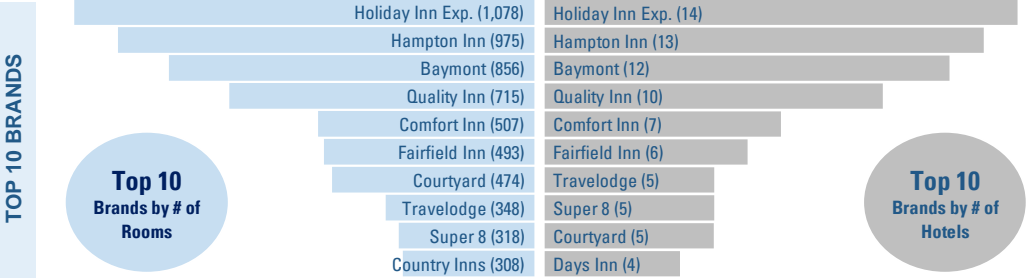 TOP 10 BRANDS
Holiday Inn Exp. (1,078)
Hampton Inn (975)
Baymont (856)
Quality Inn (715)
Comfort Inn (507)
Fairfield Inn (493)
Courtyard (474)
Travelodge (348)
Super 8 (318)
Country Inns (308)
Top 10
Brands by # of
Rooms
Holiday Inn Exp. (14)
Hampton Inn (13)
Baymont (12)
Quality Inn (10)
Comfort Inn (7)
Fairfield Inn (6)
Travelodge (5)
Super 8 (5)
Courtyard (5)
Days Inn (4)
Top 10
Brands by # of
Hotels